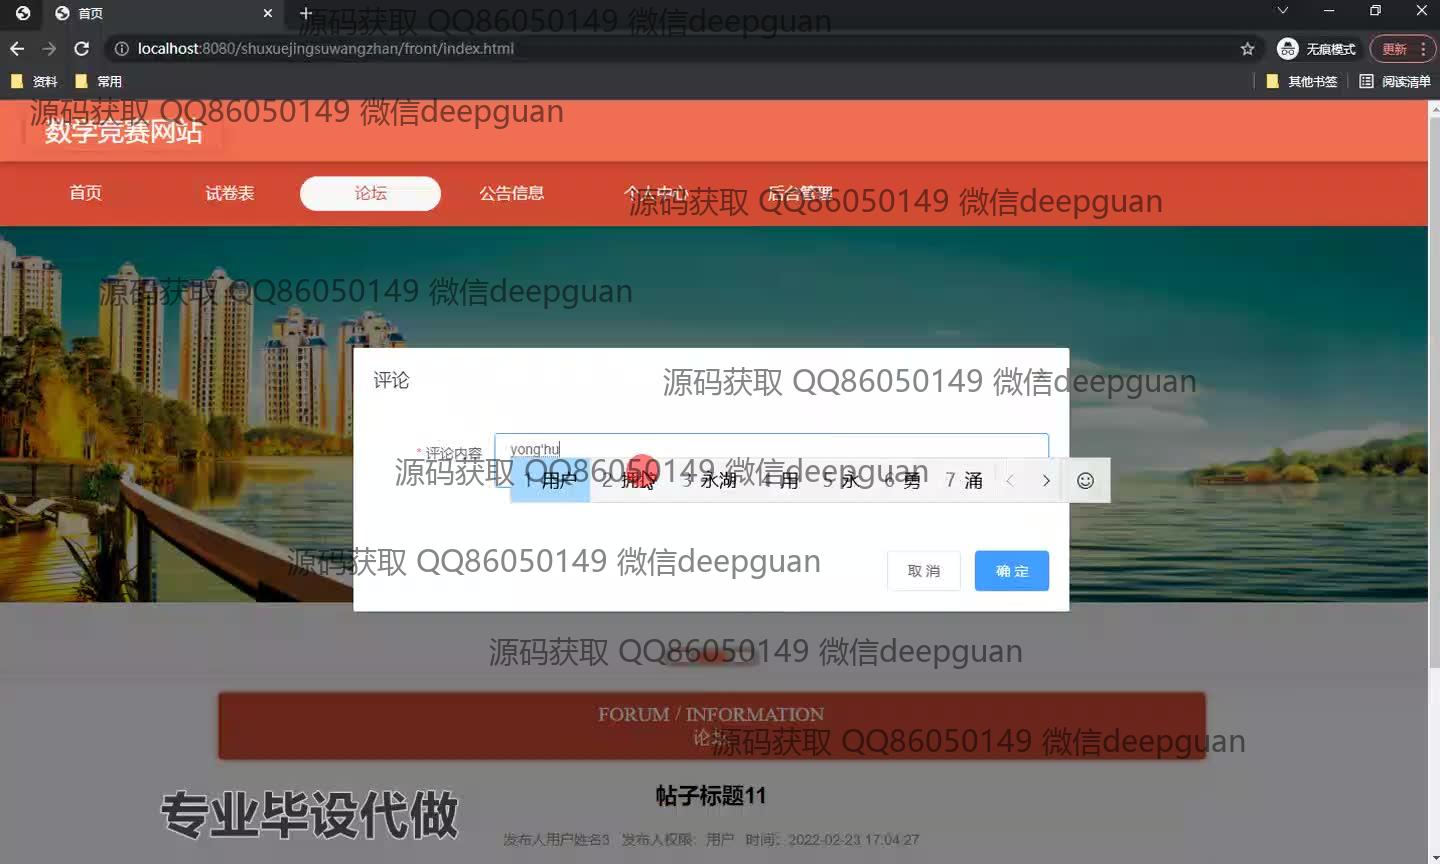 首页
源码获取 QQ86050149 微信deepguan
localhost:8080/shuxuejingsuwangzhan/front/index.html
无痕模式
更新
资料
常用
其他书签
阅读清单
源码获取 QQ86050149 微信deepguan
数学竞赛网站
首页
试卷表
论坛
公告信息
个人中心
后台管理
源码获取 QQ86050149 微信deepguan
源码获取 QQ86050149 微信deepguan
评论
源码获取 QQ86050149 微信deepguan
* 评论内容
yong'hu
源码获取 QQ86050149 微信deepguan
1 用户 2 拥护 3 永湖 4 用 5 永 6 勇 7 涌
源码获取 QQ86050149 微信deepguan
取消
确定
源码获取 QQ86050149 微信deepguan
FORUM / INFORMATION
论坛
源码获取 QQ86050149 微信deepguan
帖子标题11
专业毕设代做
发布人用户姓名3 发布人权限：用户 时间：2022-02-23 17:04:27